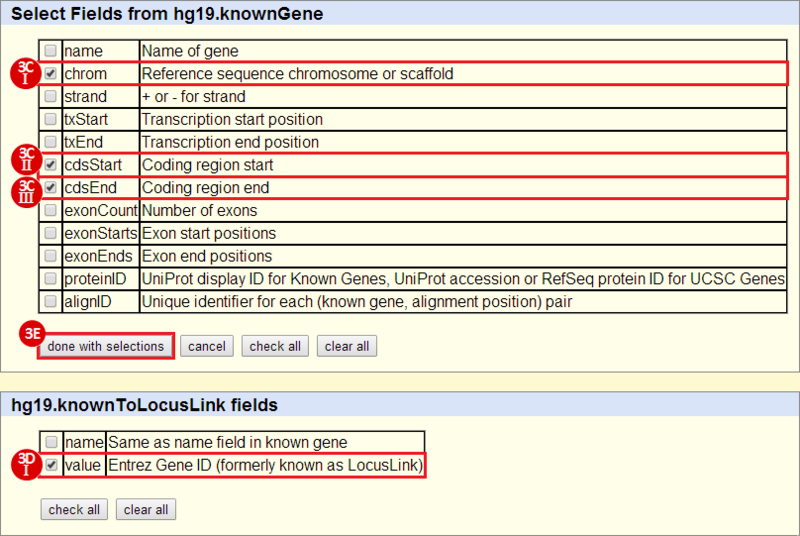 Select Fields from hg19.knownGene
name Name of gene
3C I chrom Reference sequence chromosome or scaffold
strand + or - for strand
txStart Transcription start position
txEnd Transcription end position
3C II cdsStart Coding region start
3C III cdsEnd Coding region end
exonCount Number of exons
exonStarts Exon start positions
exonEnds Exon end positions
proteinID UniProt display ID for Known Genes, UniProt accession or RefSeq protein ID for UCSC Genes
alignID Unique identifier for each (known gene, alignment position) pair
3E done with selections cancel check all clear all
hg19.knownToLocusLink fields
name Same as name field in known gene
3D I value Entrez Gene ID (formerly known as LocusLink)
check all clear all